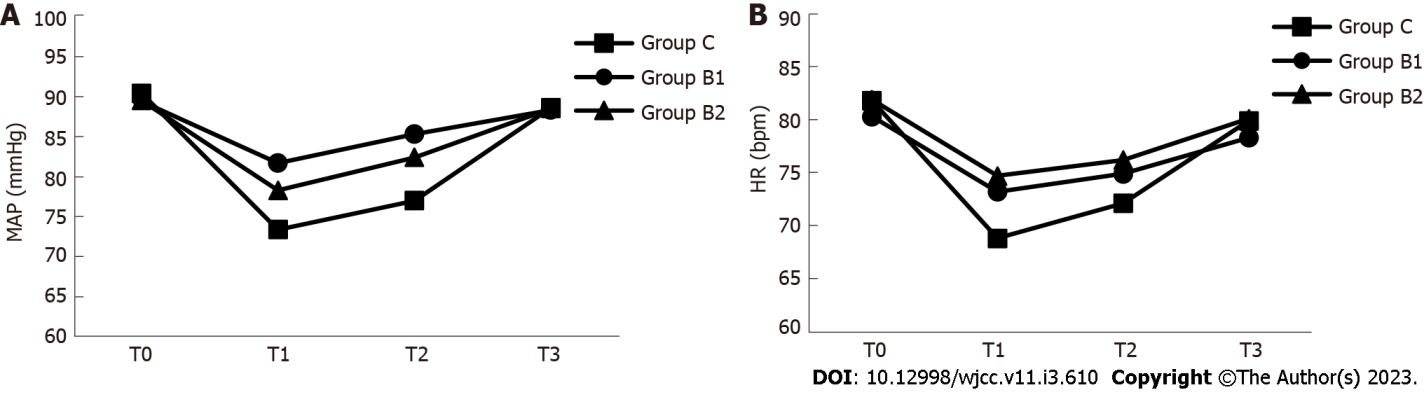 A
MAP (mmHg)
100
95
90
85
80
75
70
65
60
T0 T1 T2 T3
Group C
Group B1
Group B2
B
HR (bpm)
90
85
80
75
70
65
60
T0 T1 T2 T3
Group C
Group B1
Group B2
DOI: 10.12998/wjcc.v11.i3.610 Copyright ©The Author(s) 2023.